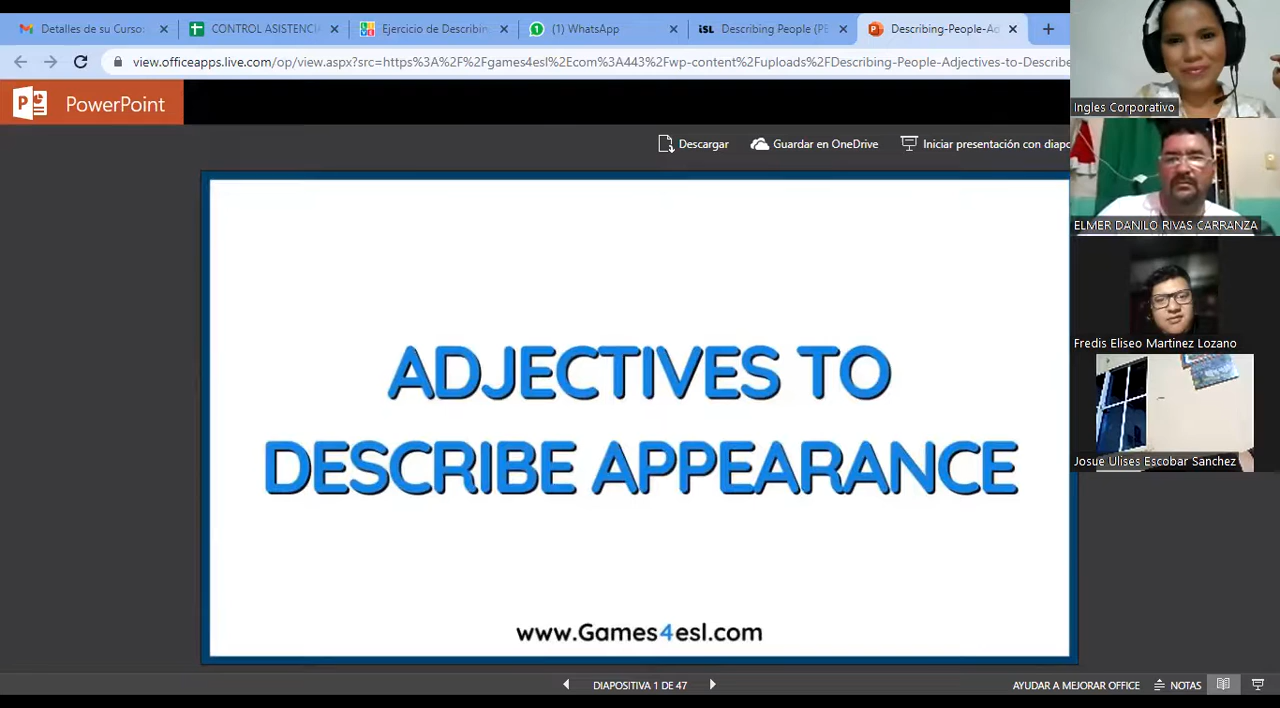 Detalles de su Curso:
CONTROL ASISTENCI
Ejercicio de Describin
(1) WhatsApp
iSL Describing People (PE
Describing-People-Ad
view.officeapps.live.com/op/view.aspx?src=https%3A%2F%2Fgames4esl%2Ecom%3A443%2Fwp-content%2Fuploads%2FDescribing-People-Adjectives-to-Describe
PowerPoint
Descargar
Guardar en OneDrive
Iniciar presentación con diapo
ADJECTIVES TO
DESCRIBE APPEARANCE
www.Games4esl.com
DIAPOSITIVA 1 DE 47
AYUDAR A MEJORAR OFFICE
NOTAS
Ingles Corporativo
ELMER DANILO RIVAS CARRANZA
Fredis Eliseo Martinez Lozano
Josue Ulises Escobar Sanchez